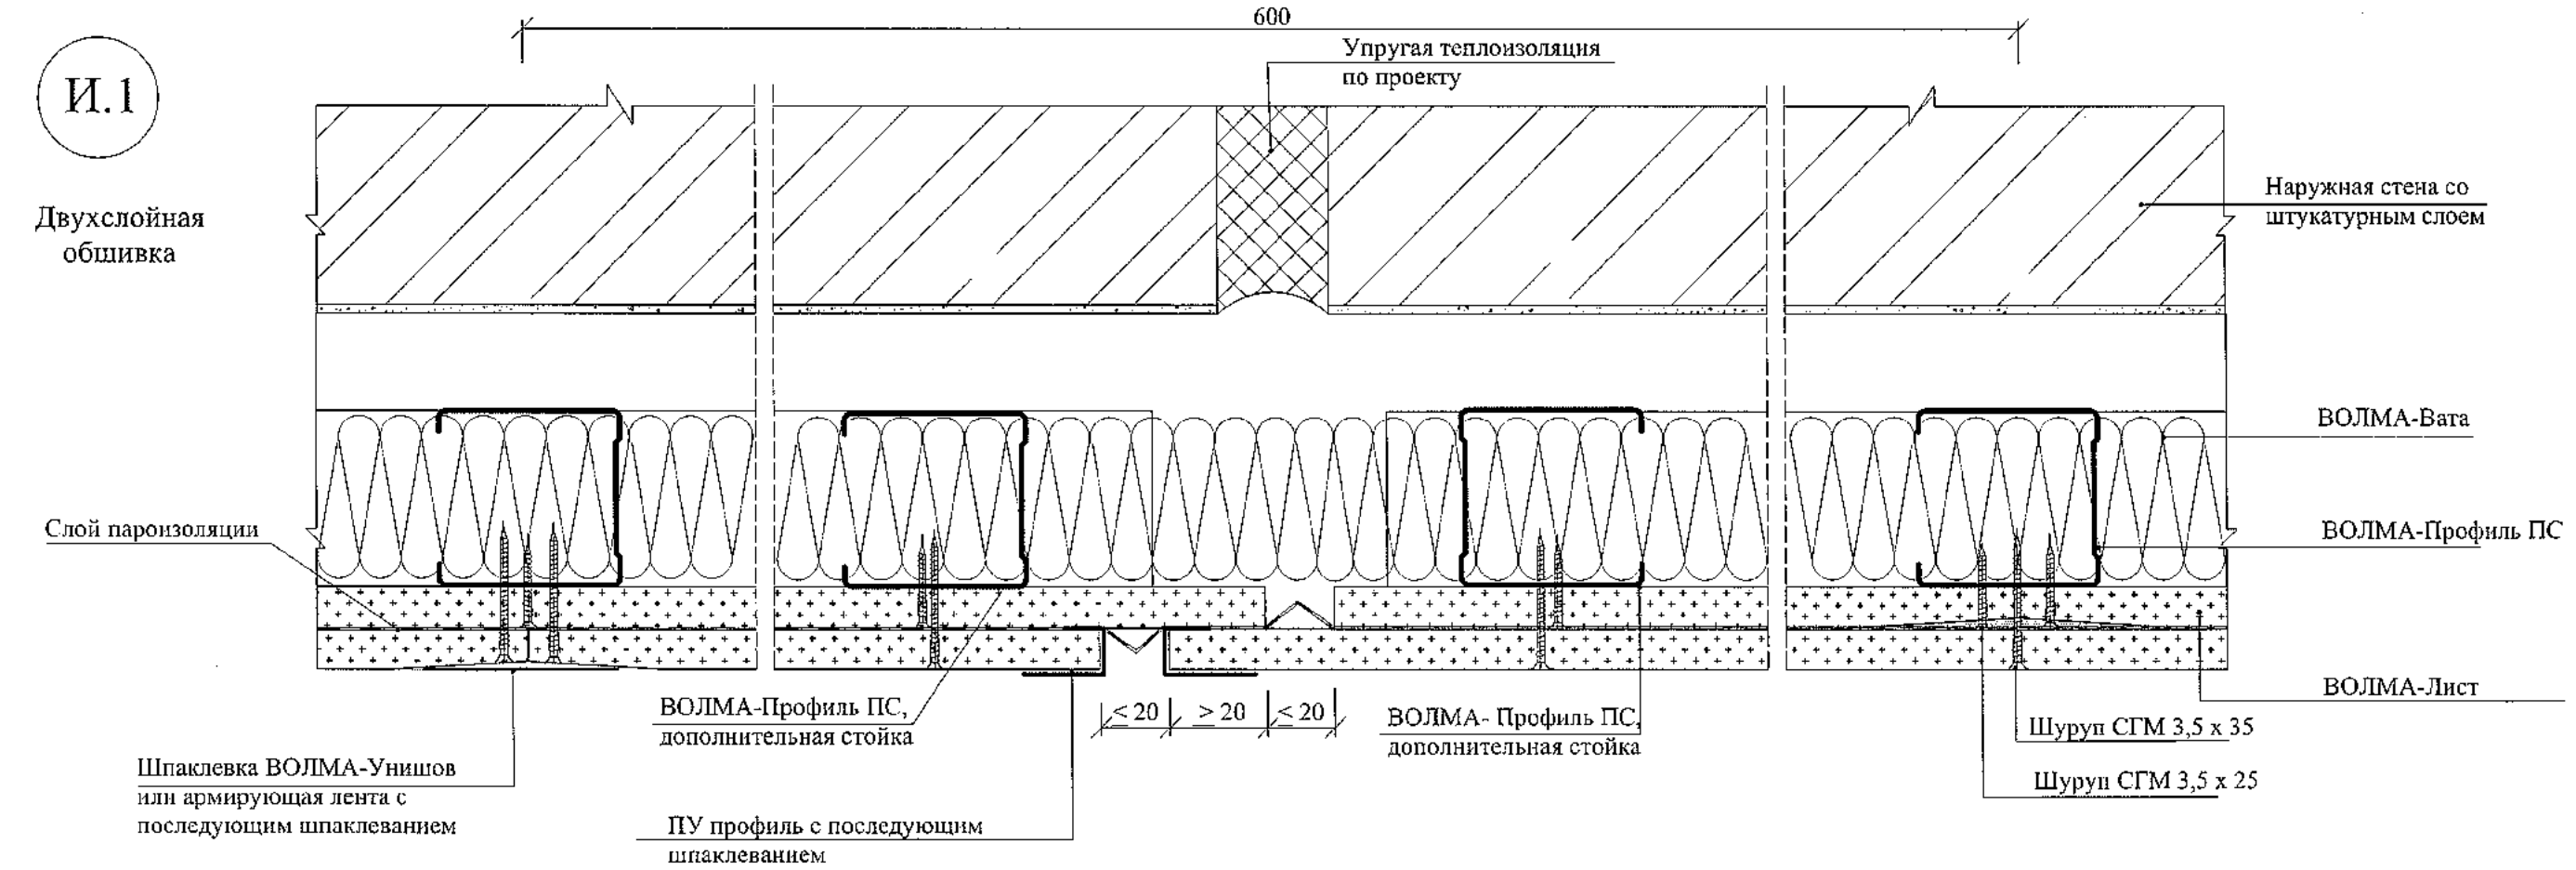 600
Упругая теплоизоляция
по проекту
И.1
Двухслойная
обшивка
Наружная стена со
штукатурным слоем
ВОЛМА-Вата
Слой пароизоляции
ВОЛМА-Профиль ПС
ВОЛМА-Лист
ВОЛМА-Профиль ПС,
дополнительная стойка
≤ 20
≥ 20
≤ 20
ВОЛМА- Профиль ПС,
дополнительная стойка
Шуруп СГМ 3,5 х 35
Шуруп СГМ 3,5 х 25
Шпаклевка ВОЛМА-Унишов
или армирующая лента с
последующим шпаклеванием
ПУ профиль с последующим
шпаклеванием